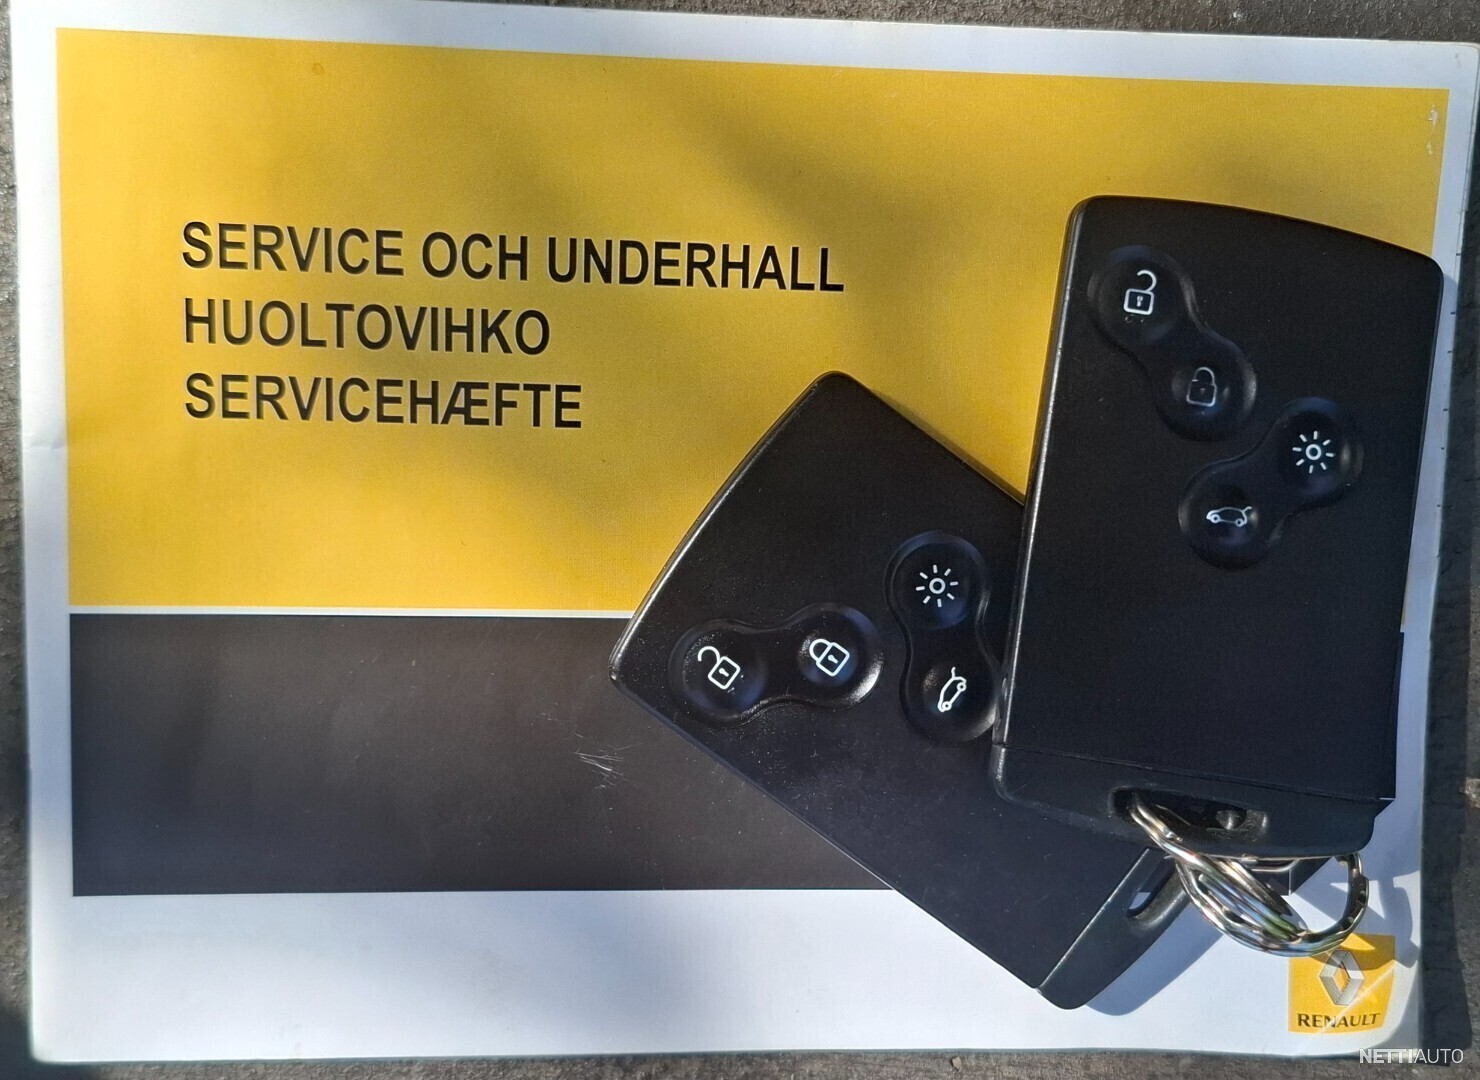 SERVICE OCH UNDERHALL
HUOLTOVIHKO
SERVICEHÆFTE
RENAULT
NETTIAUTO